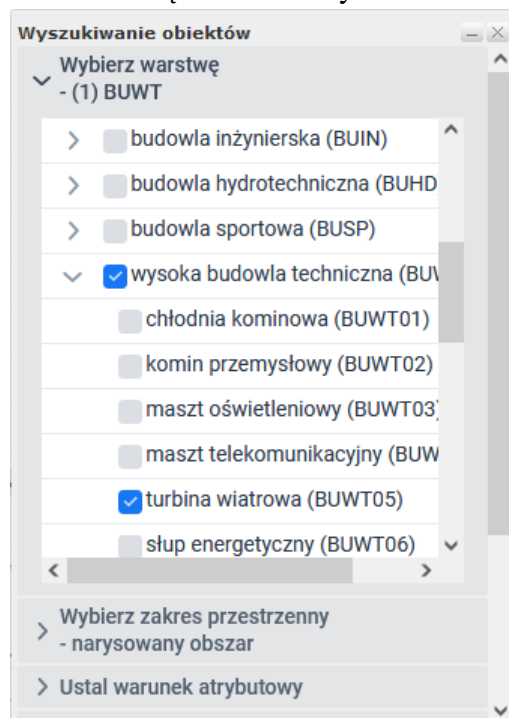 Wyszukiwanie obiektów
Wybierz warstwę
- (1) BUWT
budowla inżynierska (BUIN)
budowla hydrotechniczna (BUHD
budowla sportowa (BUSP)
wysoka budowla techniczna (BUW
chłodnia kominowa (BUWT01)
komin przemysłowy (BUWT02)
maszt oświetleniowy (BUWT03)
maszt telekomunikacyjny (BUW
turbina wiatrowa (BUWT05)
słup energetyczny (BUWT06)
Wybierz zakres przestrzenny
- narysowany obszar
Ustal warunek atrybutowy